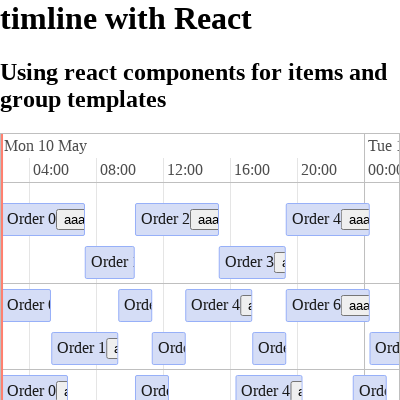 timline with React
Using react components for items and
group templates
Mon 10 May Tue
04:00 08:00 12:00 16:00 20:00 00:00
Order 0 aaa Order 2 aaa Order 4 aaa
Order Order 3
Order Order 4 Order 6 aaa
Order 1
Order 0 Order 4